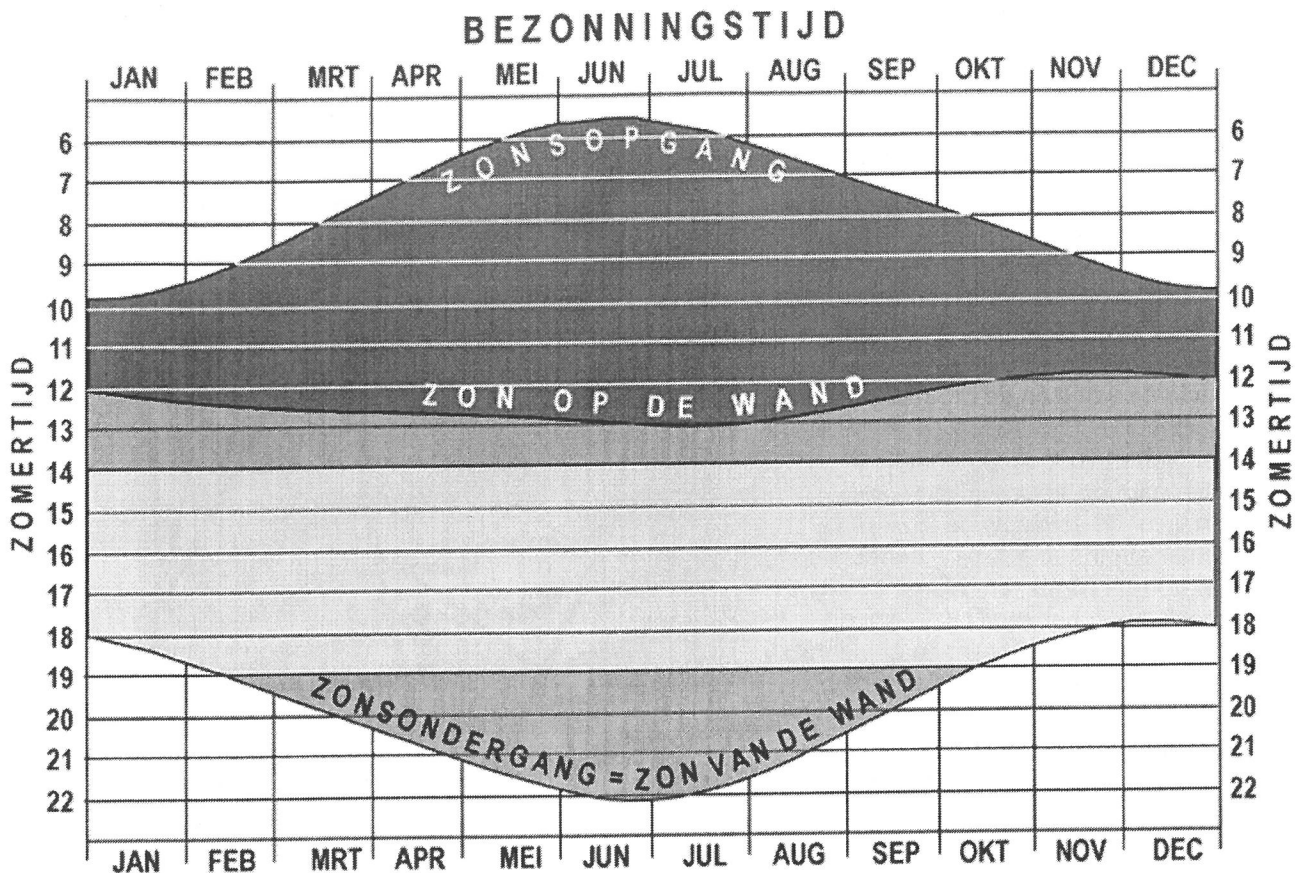 BEZONNINGSTIJD
JAN FEB MRT APR MEI JUN JUL AUG SEP OKT NOV DEC
ZONSOPGANG
6 6
7 7
8 8
9 9
10 10
11 11
12 ZON OP DE WAND 12
13 13
14 14
15 15
16 16
17 17
18 18
19 19
20 20
21 21
22 22
ZOMERTIJD
ZOMERTIJD
ZONSONDERGANG = ZON VAN DE WAND
JAN FEB MRT APR MEI JUN JUL AUG SEP OKT NOV DEC